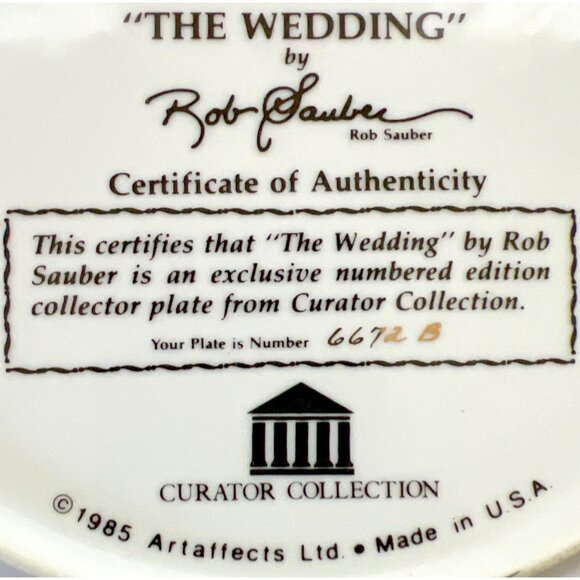 "THE WEDDING"
by
Rob Sauber
Rob Sauber
Certificate of Authenticity
This certifies that "The Wedding" by Rob
Sauber is an exclusive numbered edition
collector plate from Curator Collection.
Your Plate is Number 6672 B
CURATOR COLLECTION
© 1985 Artaffects Ltd. • Made in U.S.A.